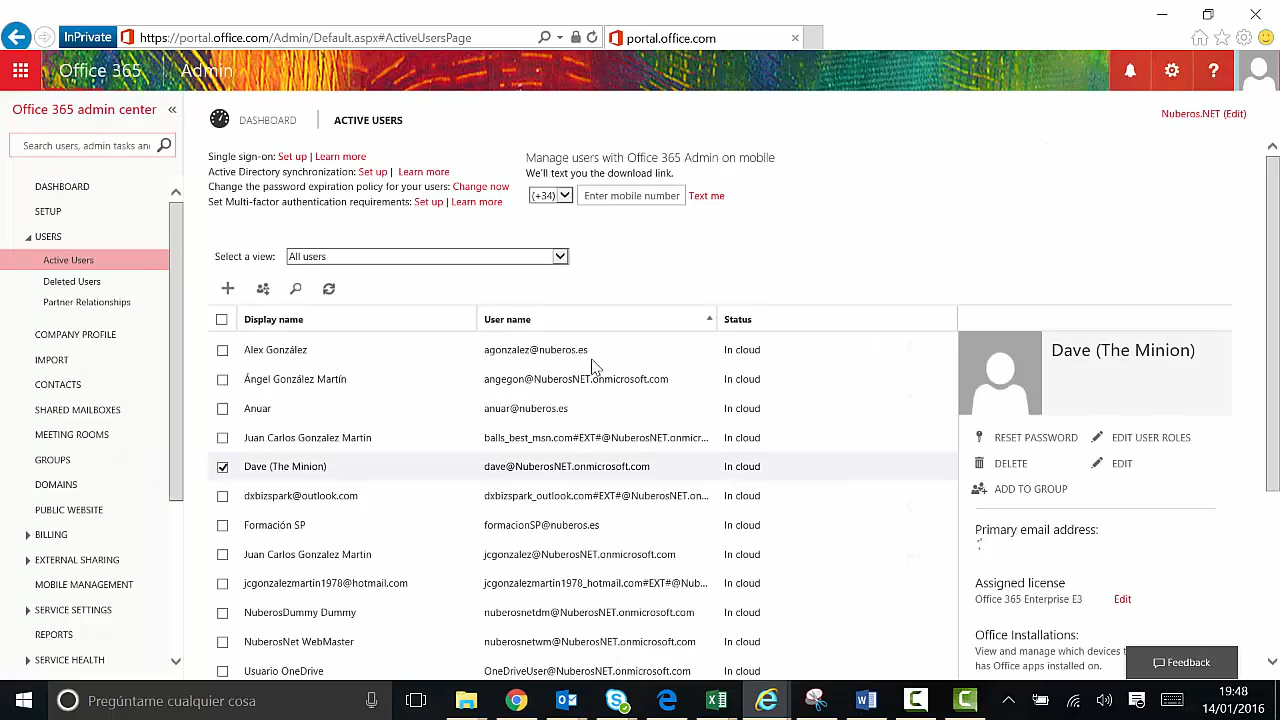 InPrivate
https://portal.office.com/Admin/Default.aspx#ActiveUsersPage
portal.office.com
Office 365
Admin
?
Office 365 admin center
«
Search users, admin tasks an
DASHBOARD
SETUP
USERS
Active Users
Deleted Users
Partner Relationships
COMPANY PROFILE
IMPORT
CONTACTS
SHARED MAILBOXES
MEETING ROOMS
GROUPS
DOMAINS
PUBLIC WEBSITE
BILLING
EXTERNAL SHARING
MOBILE MANAGEMENT
SERVICE SETTINGS
REPORTS
SERVICE HEALTH
DASHBOARD
ACTIVE USERS
Nuberos.NET (Edit)
Single sign-on: Set up | Learn more
Active Directory synchronization: Set up | Learn more
Change the password expiration policy for your users: Change now
Set Multi-factor authentication requirements: Set up | Learn more
Manage users with Office 365 Admin on mobile
We'll text you the download link.
(+34) Enter mobile number Text me
Select a view: All users
Display name User name Status
Alex González agonzalez@nuberos.es In cloud
Ángel González Martín angegon@NuberosNET.onmicrosoft.com In cloud
Anuar anuar@nuberos.es In cloud
Juan Carlos Gonzalez Martin balls_best_msn.com#EXT#@NuberosNET.onmicr... In cloud
Dave (The Minion) dave@NuberosNET.onmicrosoft.com In cloud
dxbizspark@outlook.com dxbizspark_outlook.com#EXT#@NuberosNET.on... In cloud
Formación SP formacionSP@nuberos.es In cloud
Juan Carlos Gonzalez Martin jcgonzalez@NuberosNET.onmicrosoft.com In cloud
jcgonzalezmartin1978@hotmail.com jcgonzalezmartin1978_hotmail.com#EXT#@Nub... In cloud
NuberosDummy Dummy nuberosnetdm@NuberosNET.onmicrosoft.com In cloud
NuberosNet WebMaster nuberosnetwm@NuberosNET.onmicrosoft.com In cloud
Usuario OneDrive OneDriveUser@NuberosNET.onmicrosoft.com In cloud
Dave (The Minion)
RESET PASSWORD EDIT USER ROLES
DELETE EDIT
ADD TO GROUP
Primary email address:
Assigned license
Office 365 Enterprise E3 Edit
Office Installations:
View and manage which devices t
has Office apps installed on.
Feedback
Pregúntame cualquier cosa
19:48
14/01/2016